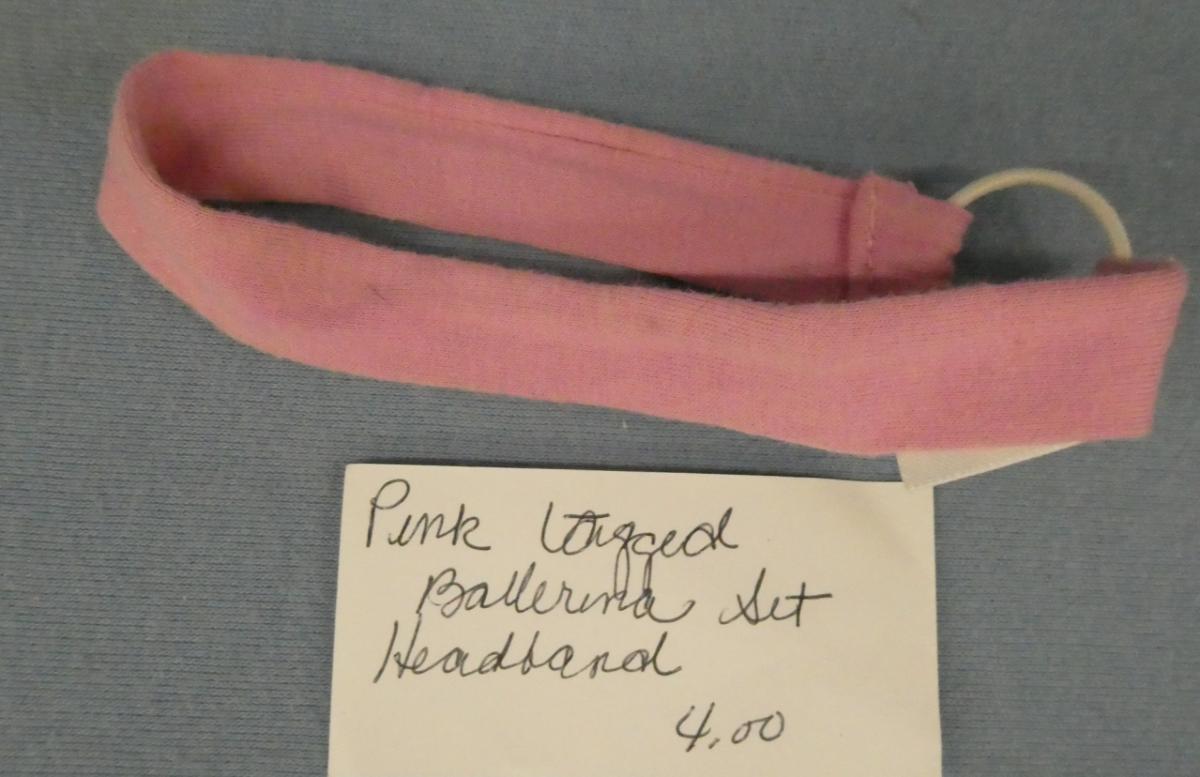 Pink tagged
Ballerina Set
Headband
4.00